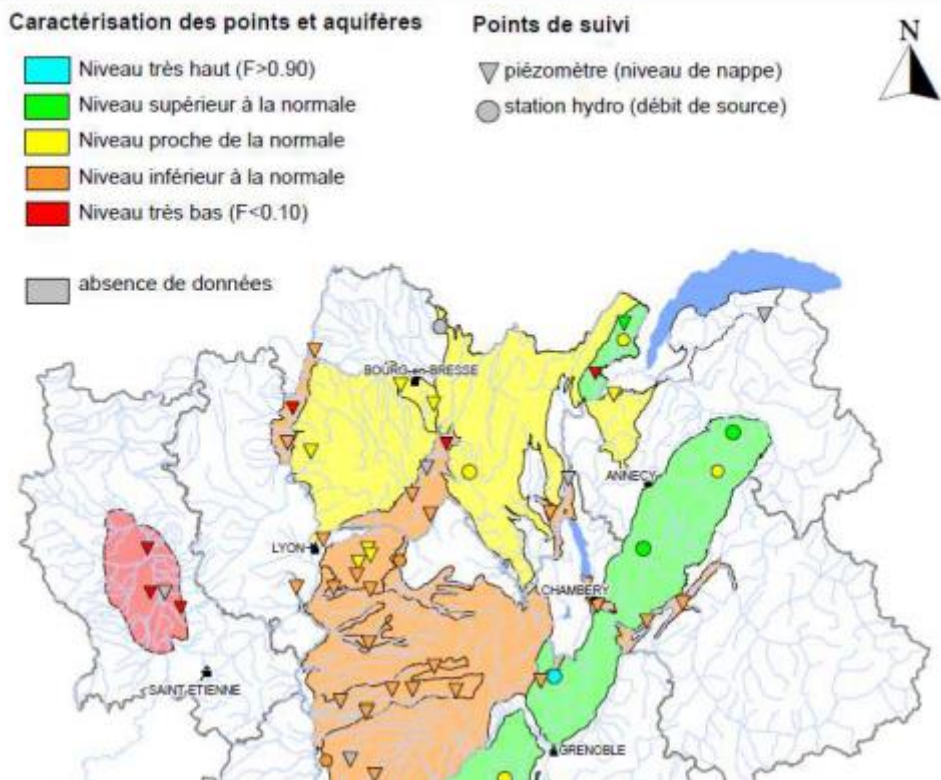 Caractérisation des points et aquifères
Niveau très haut (F>0.90)
Niveau supérieur à la normale
Niveau proche de la normale
Niveau inférieur à la normale
Niveau très bas (F<0.10)
absence de données
Points de suivi
piézomètre (niveau de nappe)
station hydro (débit de source)
N
BOURG-en-BRESSE
ANNECY
LYON
CHAMBERY
SAINT-ETIENNE
GRENOBLE